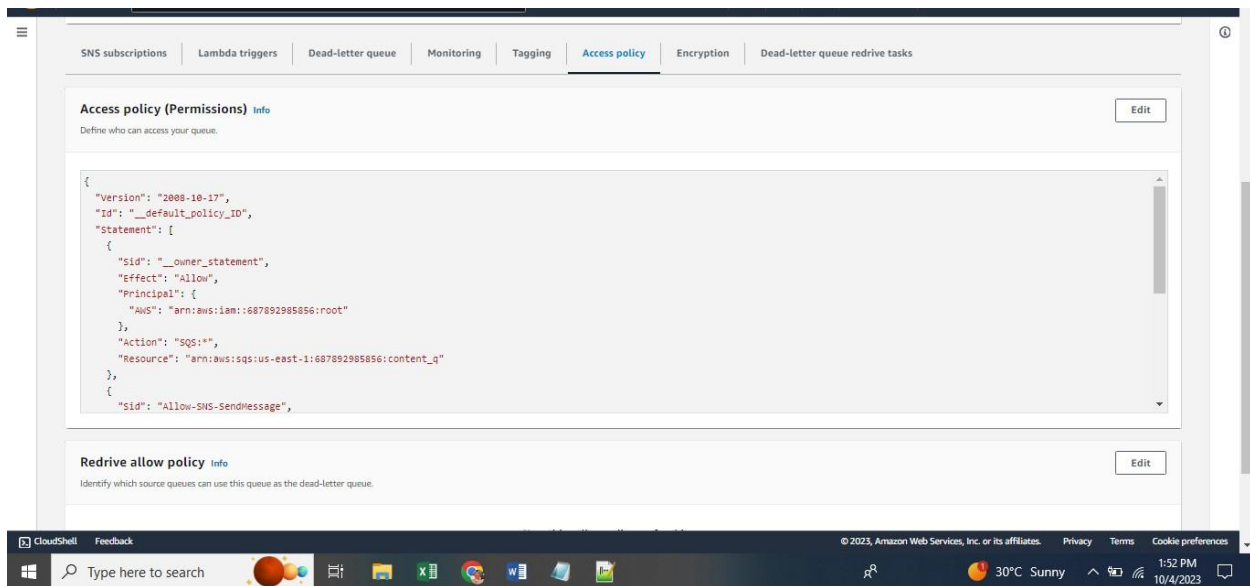 SNS subscriptions Lambda triggers Dead-letter queue Monitoring Tagging Access policy Encryption Dead-letter queue redrive tasks
Access policy (Permissions) Info
Edit
Define who can access your queue.
{
"Version": "2008-10-17",
"Id": "__default_policy_ID",
"Statement": [
{
"Sid": "__owner_statement",
"Effect": "Allow",
"Principal": {
"AWS": "arn:aws:iam::687892985856:root"
},
"Action": "SQS:*",
"Resource": "arn:aws:sqs:us-east-1:687892985856:content_q"
},
{
"Sid": "Allow-SNS-SendMessage",
Redrive allow policy Info
Edit
Identify which source queues can use this queue as the dead-letter queue.
CloudShell Feedback © 2023, Amazon Web Services, Inc. or its affiliates. Privacy Terms Cookie preferences
Type here to search 30°C Sunny 1:52 PM
10/4/2023